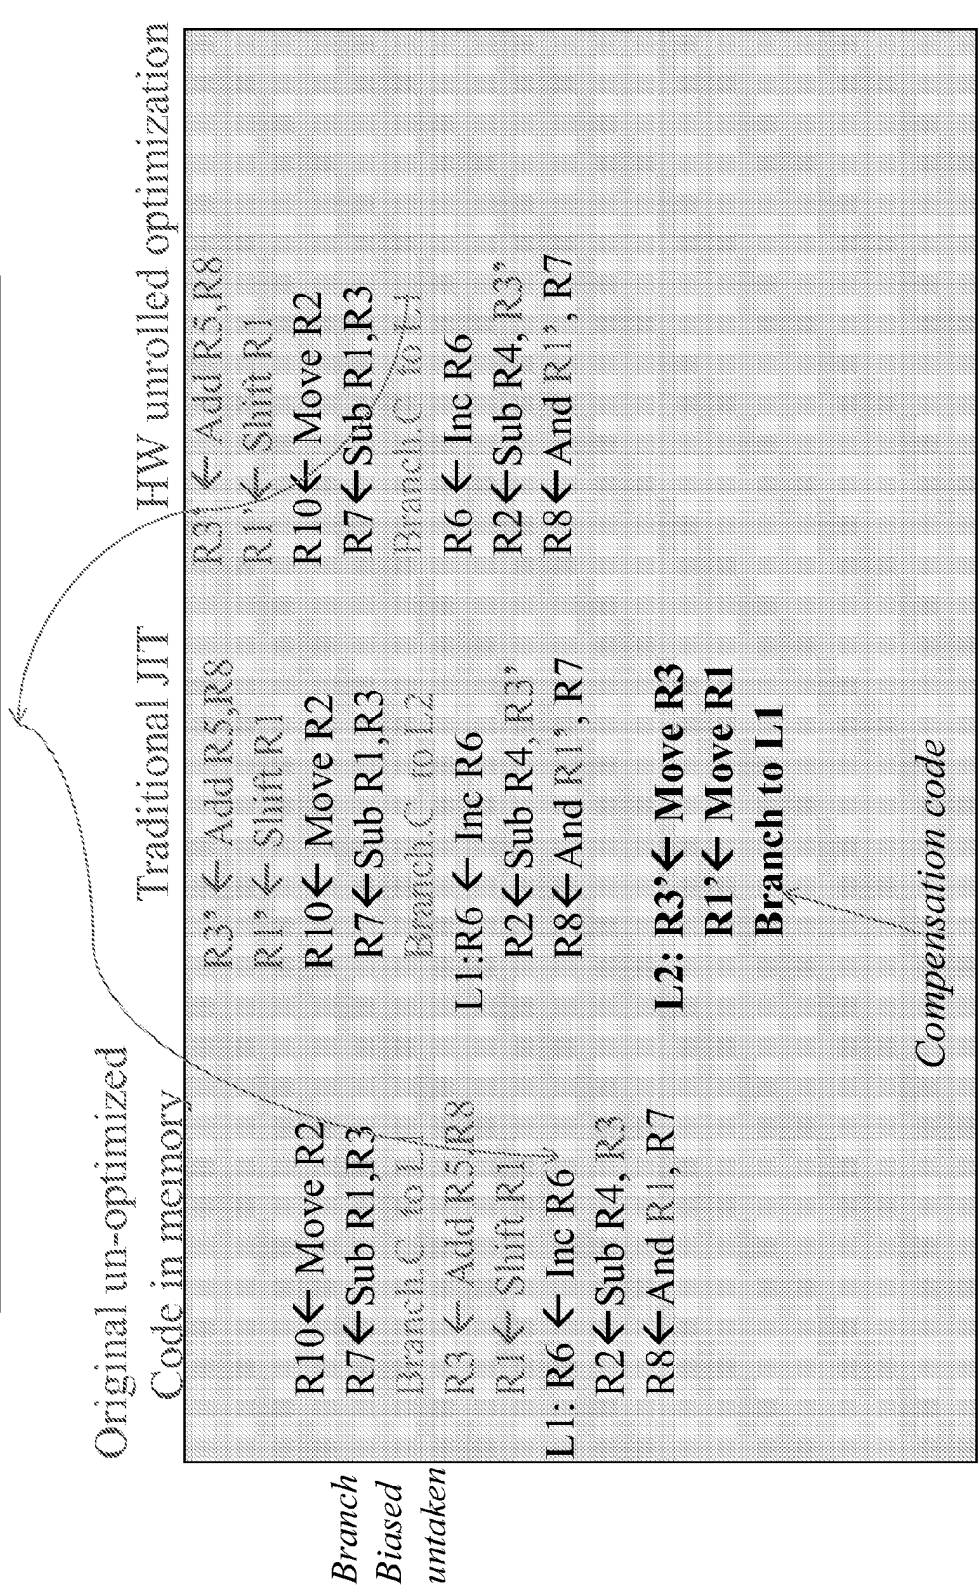 Original un-optimized
Code in memory
R10← Move R2
R7←Sub R1,R3
Branch.C to L1
R3 ← Add R5,R8
R1← Shift R1
L1: R6 ← Inc R6
R2←Sub R4, R3
R8←And R1, R7
Branch
Biased
untaken
Traditional JIT
R3’ ← Add R5,R8
R1’ ← Shift R1
R10← Move R2
R7←Sub R1,R3
Branch.C to L2
L1:R6 ← Inc R6
R2←Sub R4, R3’
R8←And R1’, R7
L2: R3’← Move R3
R1’← Move R1
Branch to L1
Compensation code
HW unrolled optimization
R3’ ← Add R5,R8
R1’← Shift R1
R10← Move R2
R7←Sub R1,R3
Branch.C to L1
R6 ← Inc R6
R2←Sub R4, R3’
R8←And R1’, R7